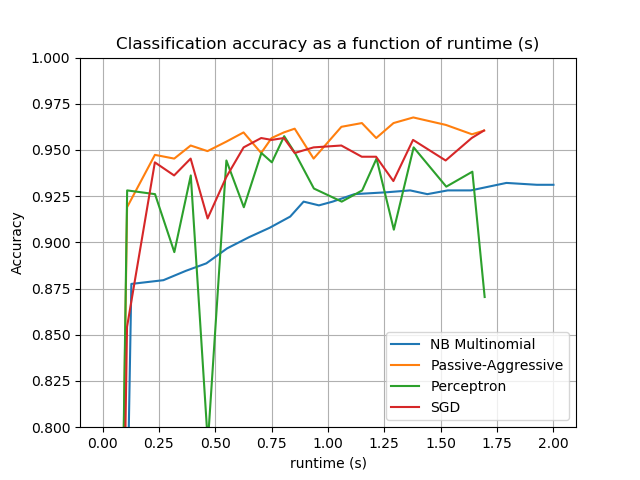 Classification accuracy as a function of runtime (s)
1.000
0.975
0.950
0.925
0.900
0.875
0.850
0.825
0.800
Accuracy
NB Multinomial
Passive-Aggressive
Perceptron
SGD
0.00 0.25 0.50 0.75 1.00 1.25 1.50 1.75 2.00
runtime (s)